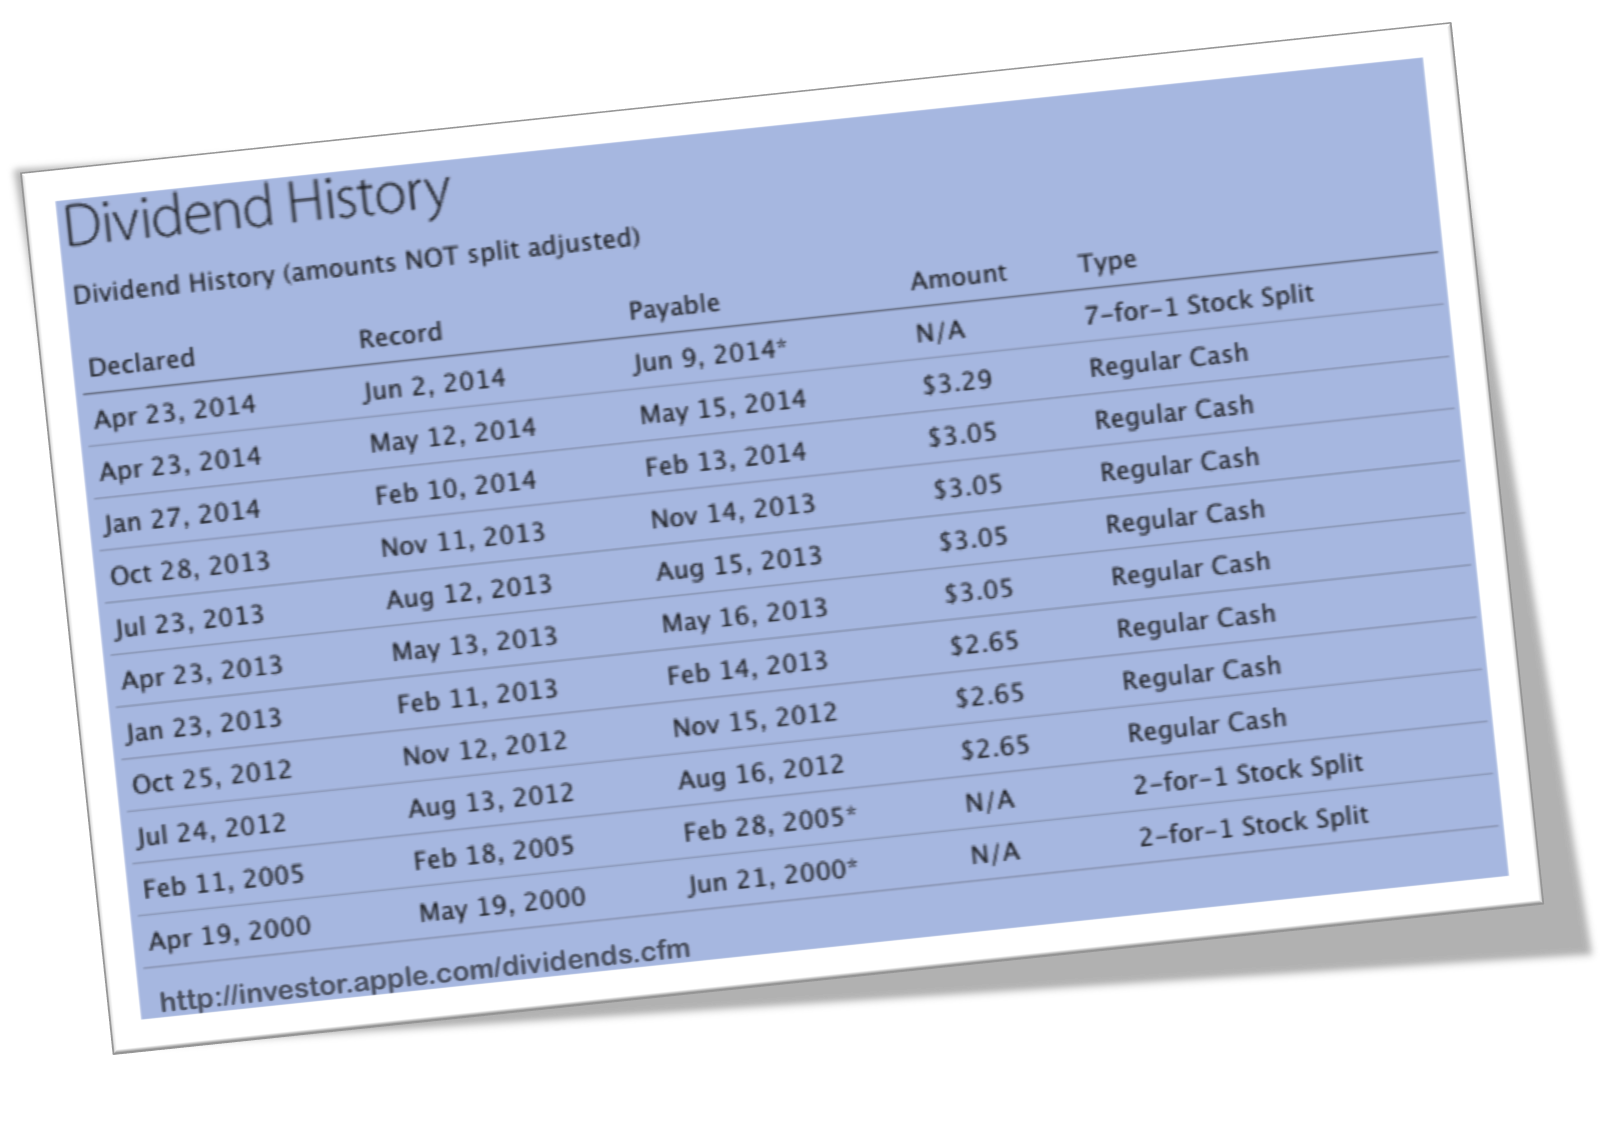 Dividend History
Dividend History (amounts NOT split adjusted)
Declared Record Payable Amount Type
Apr 23, 2014 Jun 2, 2014 Jun 9, 2014* N/A 7-for-1 Stock Split
Apr 23, 2014 May 12, 2014 May 15, 2014 $3.29 Regular Cash
Jan 27, 2014 Feb 10, 2014 Feb 13, 2014 $3.05 Regular Cash
Oct 28, 2013 Nov 11, 2013 Nov 14, 2013 $3.05 Regular Cash
Jul 23, 2013 Aug 12, 2013 Aug 15, 2013 $3.05 Regular Cash
Apr 23, 2013 May 13, 2013 May 16, 2013 $3.05 Regular Cash
Jan 23, 2013 Feb 11, 2013 Feb 14, 2013 $2.65 Regular Cash
Oct 25, 2012 Nov 12, 2012 Nov 15, 2012 $2.65 Regular Cash
Jul 24, 2012 Aug 13, 2012 Aug 16, 2012 $2.65 Regular Cash
Feb 11, 2005 Feb 18, 2005 Feb 28, 2005* N/A 2-for-1 Stock Split
Apr 19, 2000 May 19, 2000 Jun 21, 2000* N/A 2-for-1 Stock Split
http://investor.apple.com/dividends.cfm